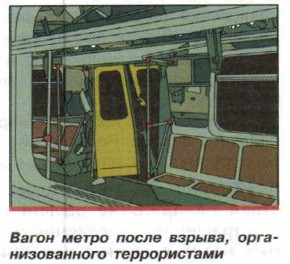 Вагон метро после взрыва, орга-
низованного террористами